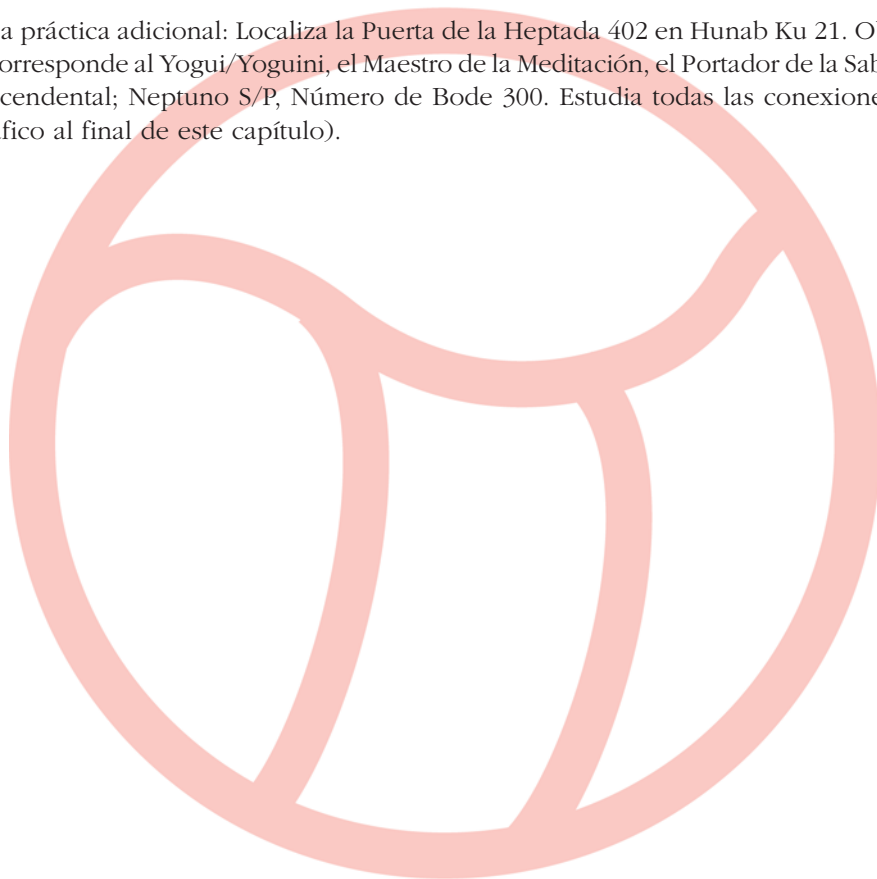 a práctica adicional: Localiza la Puerta de la Heptada 402 en Hunab Ku 21. Ob
orresponde al Yogui/Yoguini, el Maestro de la Meditación, el Portador de la Sab
cendental; Neptuno S/P, Número de Bode 300. Estudia todas las conexione
áfico al final de este capítulo).